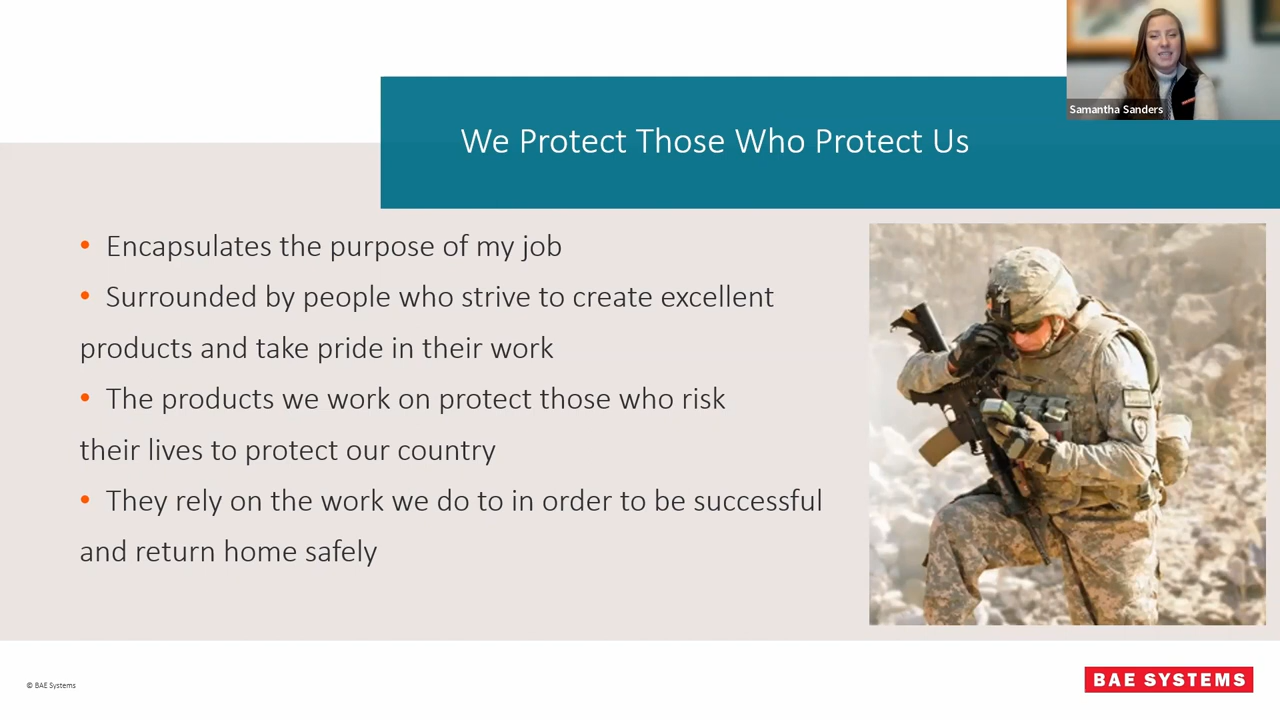 Samantha Sanders
We Protect Those Who Protect Us
• Encapsulates the purpose of my job
• Surrounded by people who strive to create excellent
products and take pride in their work
• The products we work on protect those who risk
their lives to protect our country
• They rely on the work we do to in order to be successful
and return home safely
© BAE Systems
BAE SYSTEMS